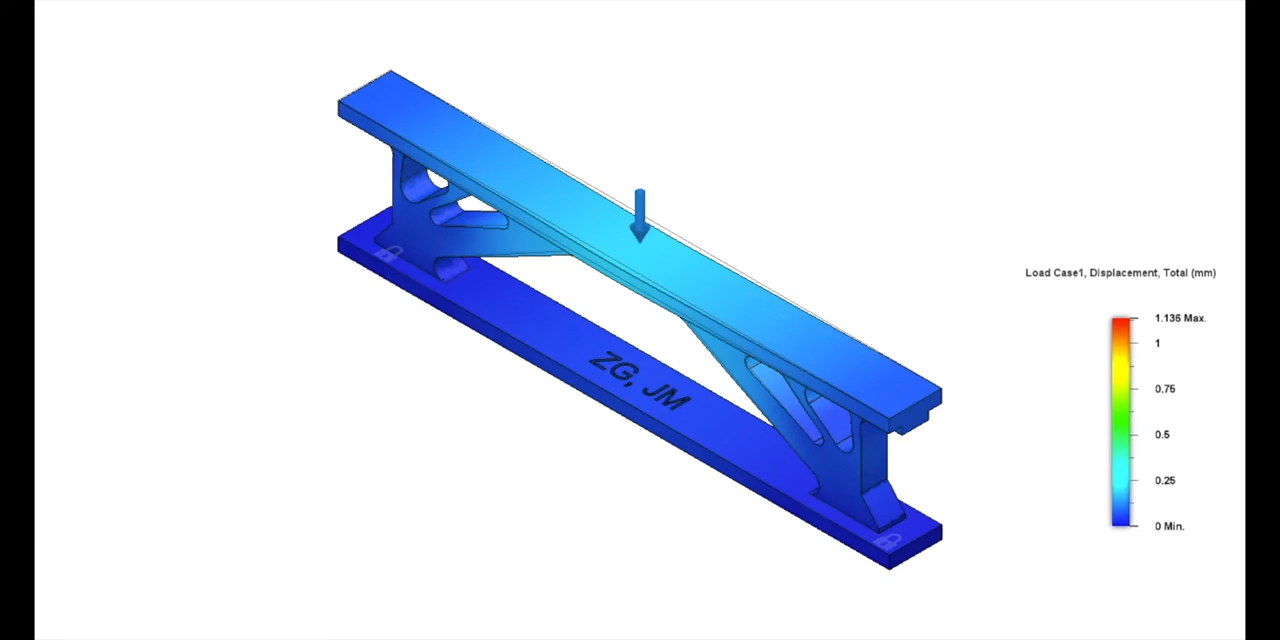 ZG, JM
Load Case1, Displacement, Total (mm)
1.136 Max.
1
0.75
0.5
0.25
0 Min.